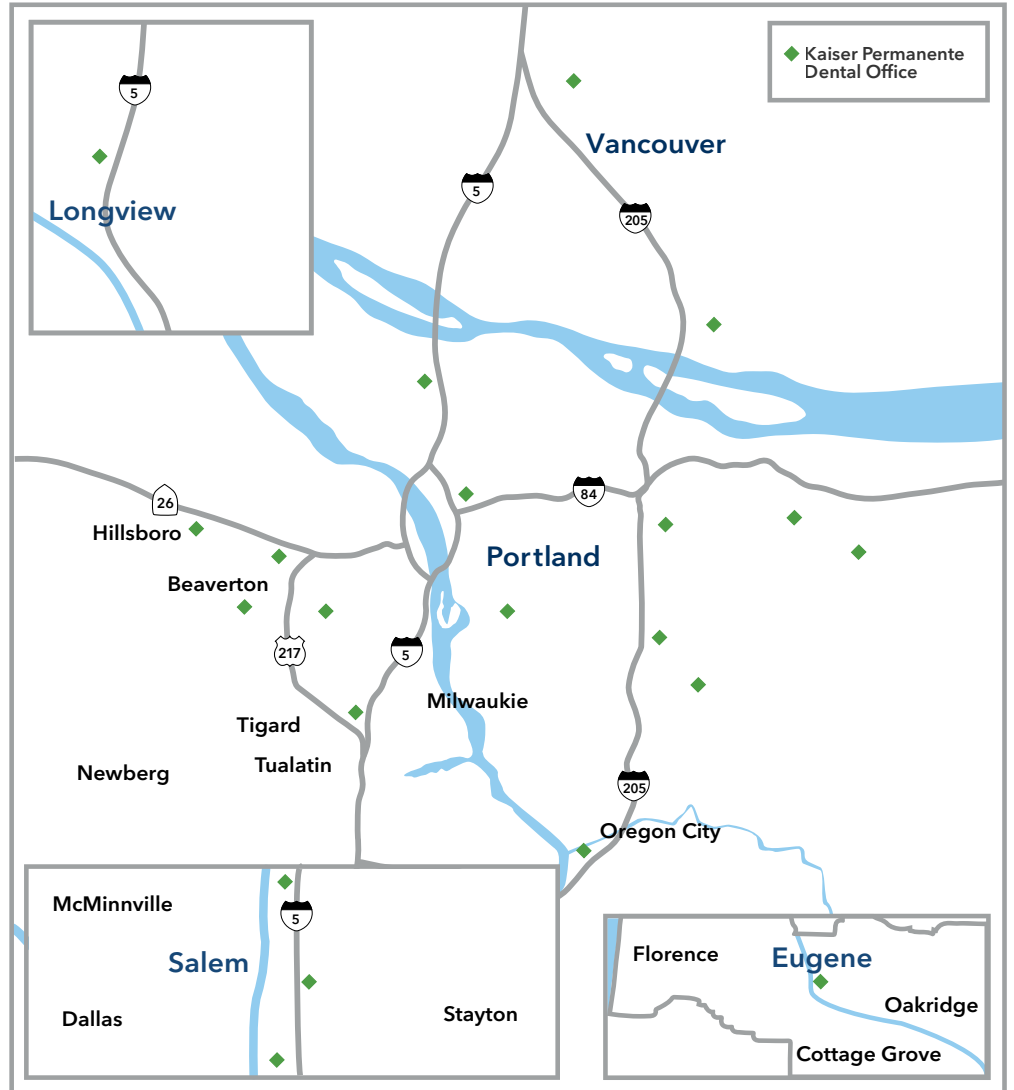 Kaiser Permanente
Dental Office
5
Vancouver
5
Longview
205
84
26
Hillsboro
Portland
Beaverton
217
5
Milwaukie
Tigard
Tualatin
Newberg
205
Oregon City
McMinnville
5
Salem
Dallas
Stayton
Florence
Eugene
Oakridge
Cottage Grove